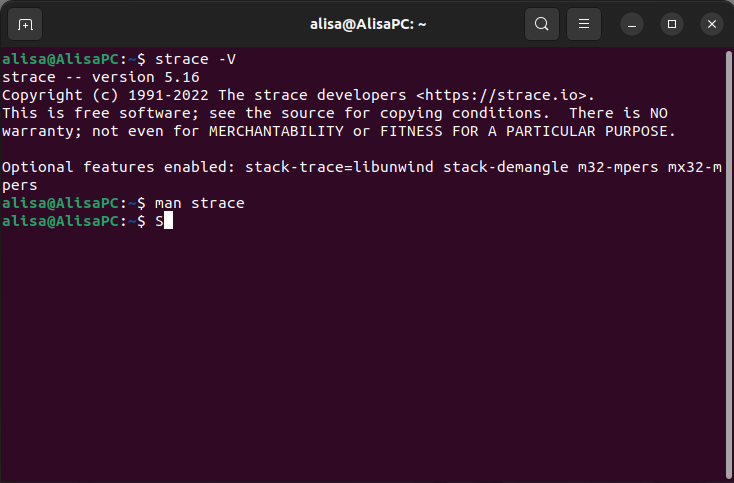 alisa@AlisaPC: ~
alisa@AlisaPC:~$ strace -V
strace -- version 5.16
Copyright (c) 1991-2022 The strace developers <https://strace.io>.
This is free software; see the source for copying conditions.  There is NO
warranty; not even for MERCHANTABILITY or FITNESS FOR A PARTICULAR PURPOSE.

Optional features enabled: stack-trace=libunwind stack-demangle m32-mpers mx32-m
pers
alisa@AlisaPC:~$ man strace
alisa@AlisaPC:~$ S